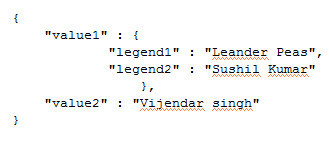 {
"value1" : {
"legend1" : "Leander Peas",
"legend2" : "Sushil Kumar"
},
"value2" : "Vijendar singh"
}